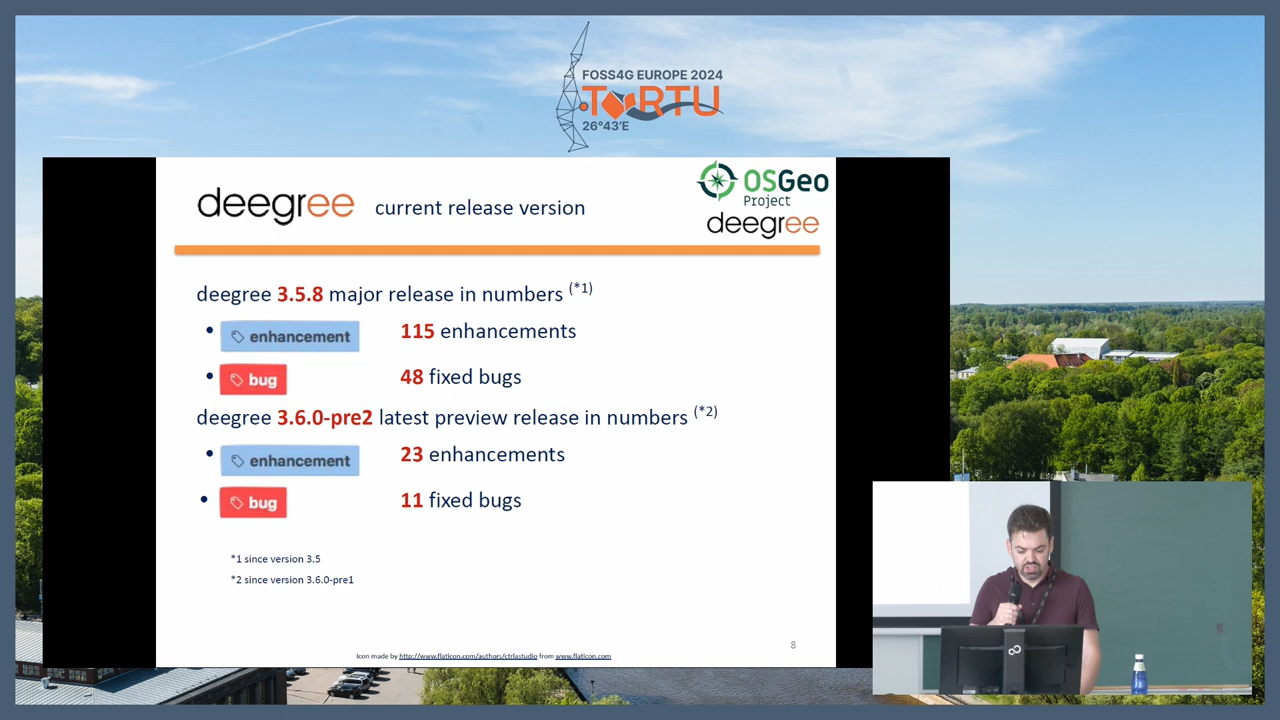 FOSS4G EUROPE 2024
TARTU
26°43'E
OSGeo
Project
deegree
deegree current release version
deegree 3.5.8 major release in numbers (*1)
• enhancement 115 enhancements
• bug 48 fixed bugs
deegree 3.6.0-pre2 latest preview release in numbers (*2)
• enhancement 23 enhancements
• bug 11 fixed bugs
*1 since version 3.5
*2 since version 3.6.0-pre1
8
Icon made by http://www.flaticon.com/authors/ctrlastudio from www.flaticon.com